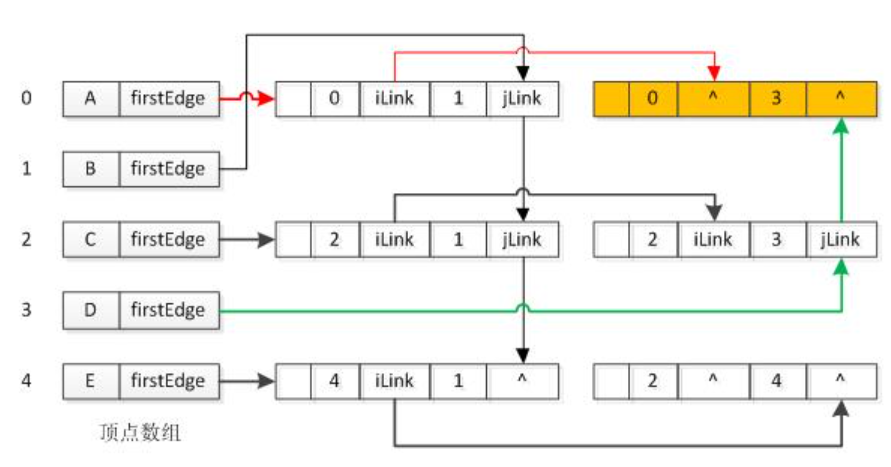 0 A firstEdge 0 iLink 1 jLink 0 ^ 3 ^
1 B firstEdge
2 C firstEdge 2 iLink 1 jLink 2 iLink 3 jLink
3 D firstEdge
4 E firstEdge 4 iLink 1 ^ 2 ^ 4 ^
顶点数组